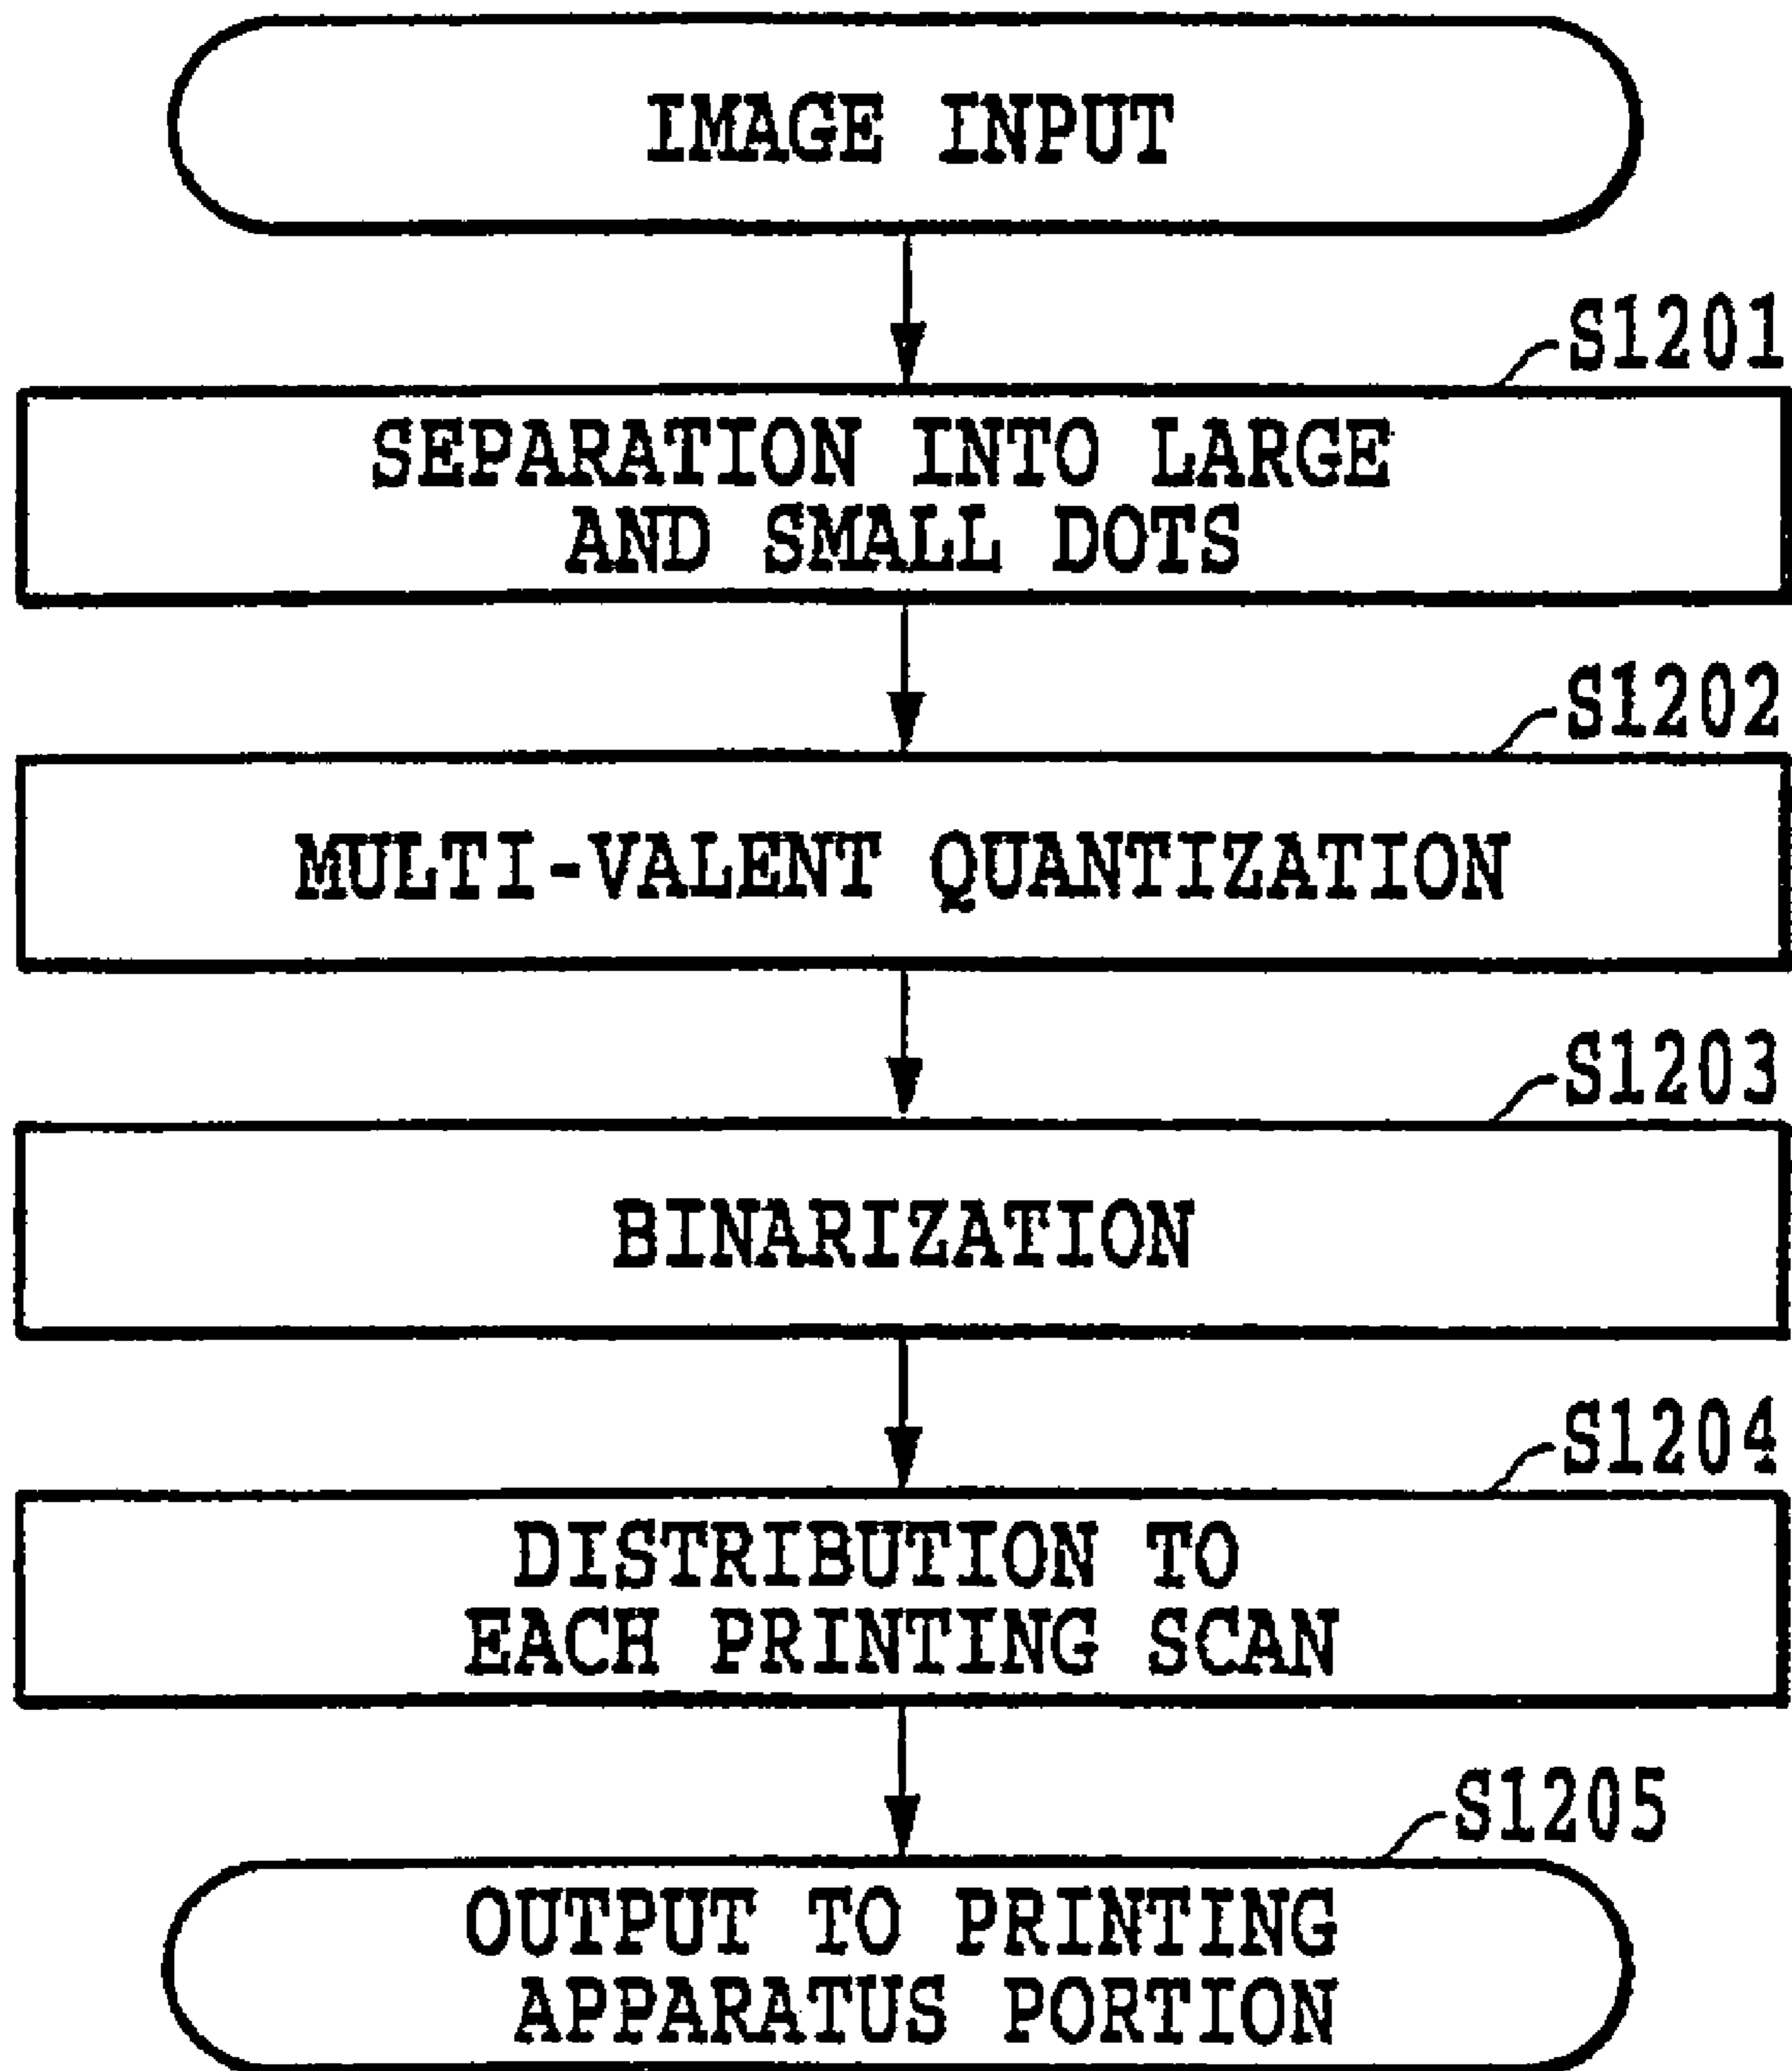 IMAGE INPUT
S1201
SEPARATION INTO LARGE
AND SMALL DOTS
S1202
MULTI-VALENT QUANTIZATION
S1203
BINARIZATION
S1204
DISTRIBUTION TO
EACH PRINTING SCAN
S1205
OUTPUT TO PRINTING
APPARATUS PORTION